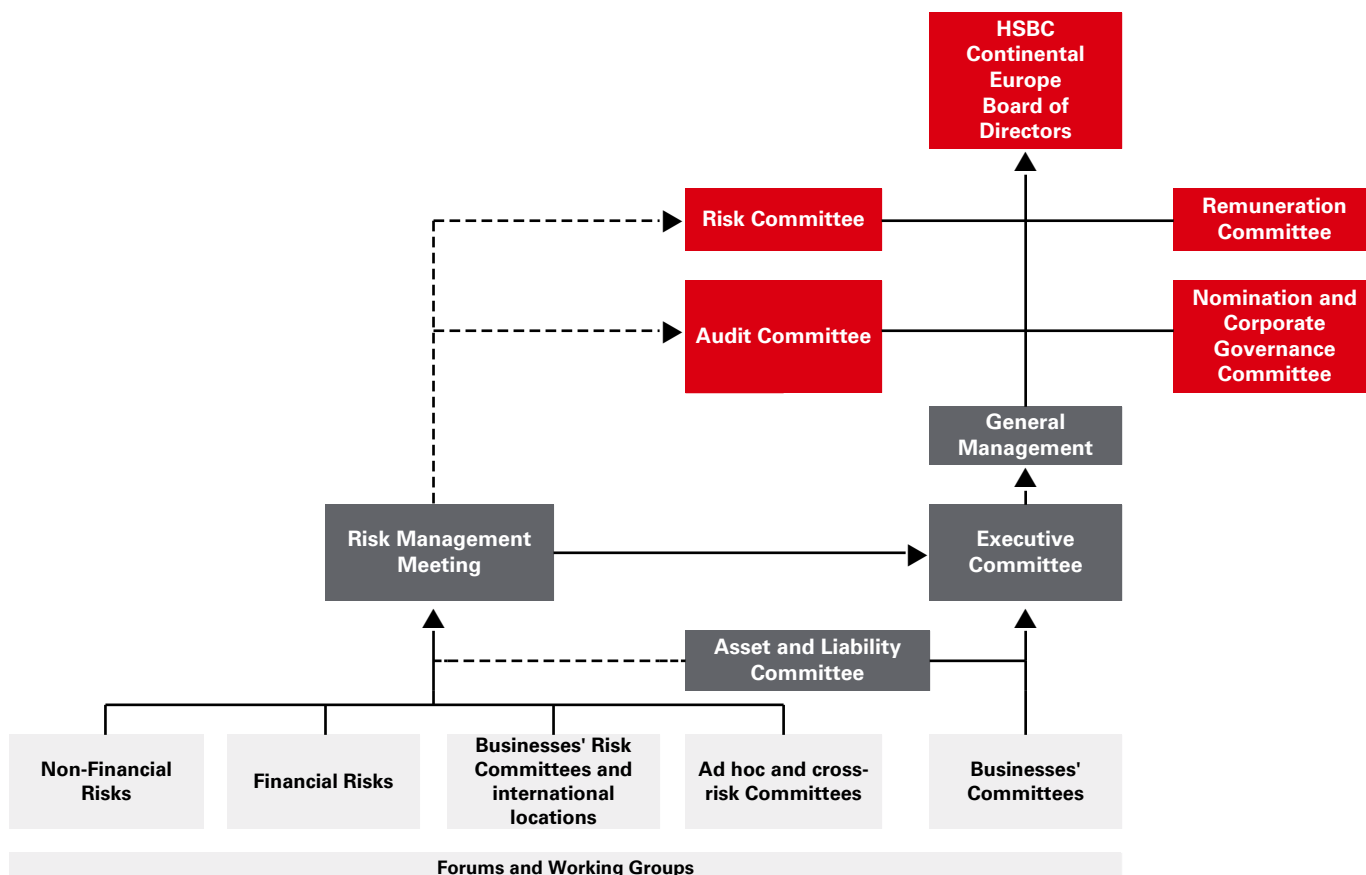 HSBC
Continental
Europe
Board of
Directors
Risk Committee
Remuneration
Committee
Audit Committee
Nomination and
Corporate
Governance
Committee
General
Management
Risk Management
Meeting
Executive
Committee
Asset and Liability
Committee
Non-Financial
Risks
Financial Risks
Businesses' Risk
Committees and
international
locations
Ad hoc and cross-
risk Committees
Businesses'
Committees
Forums and Working Groups